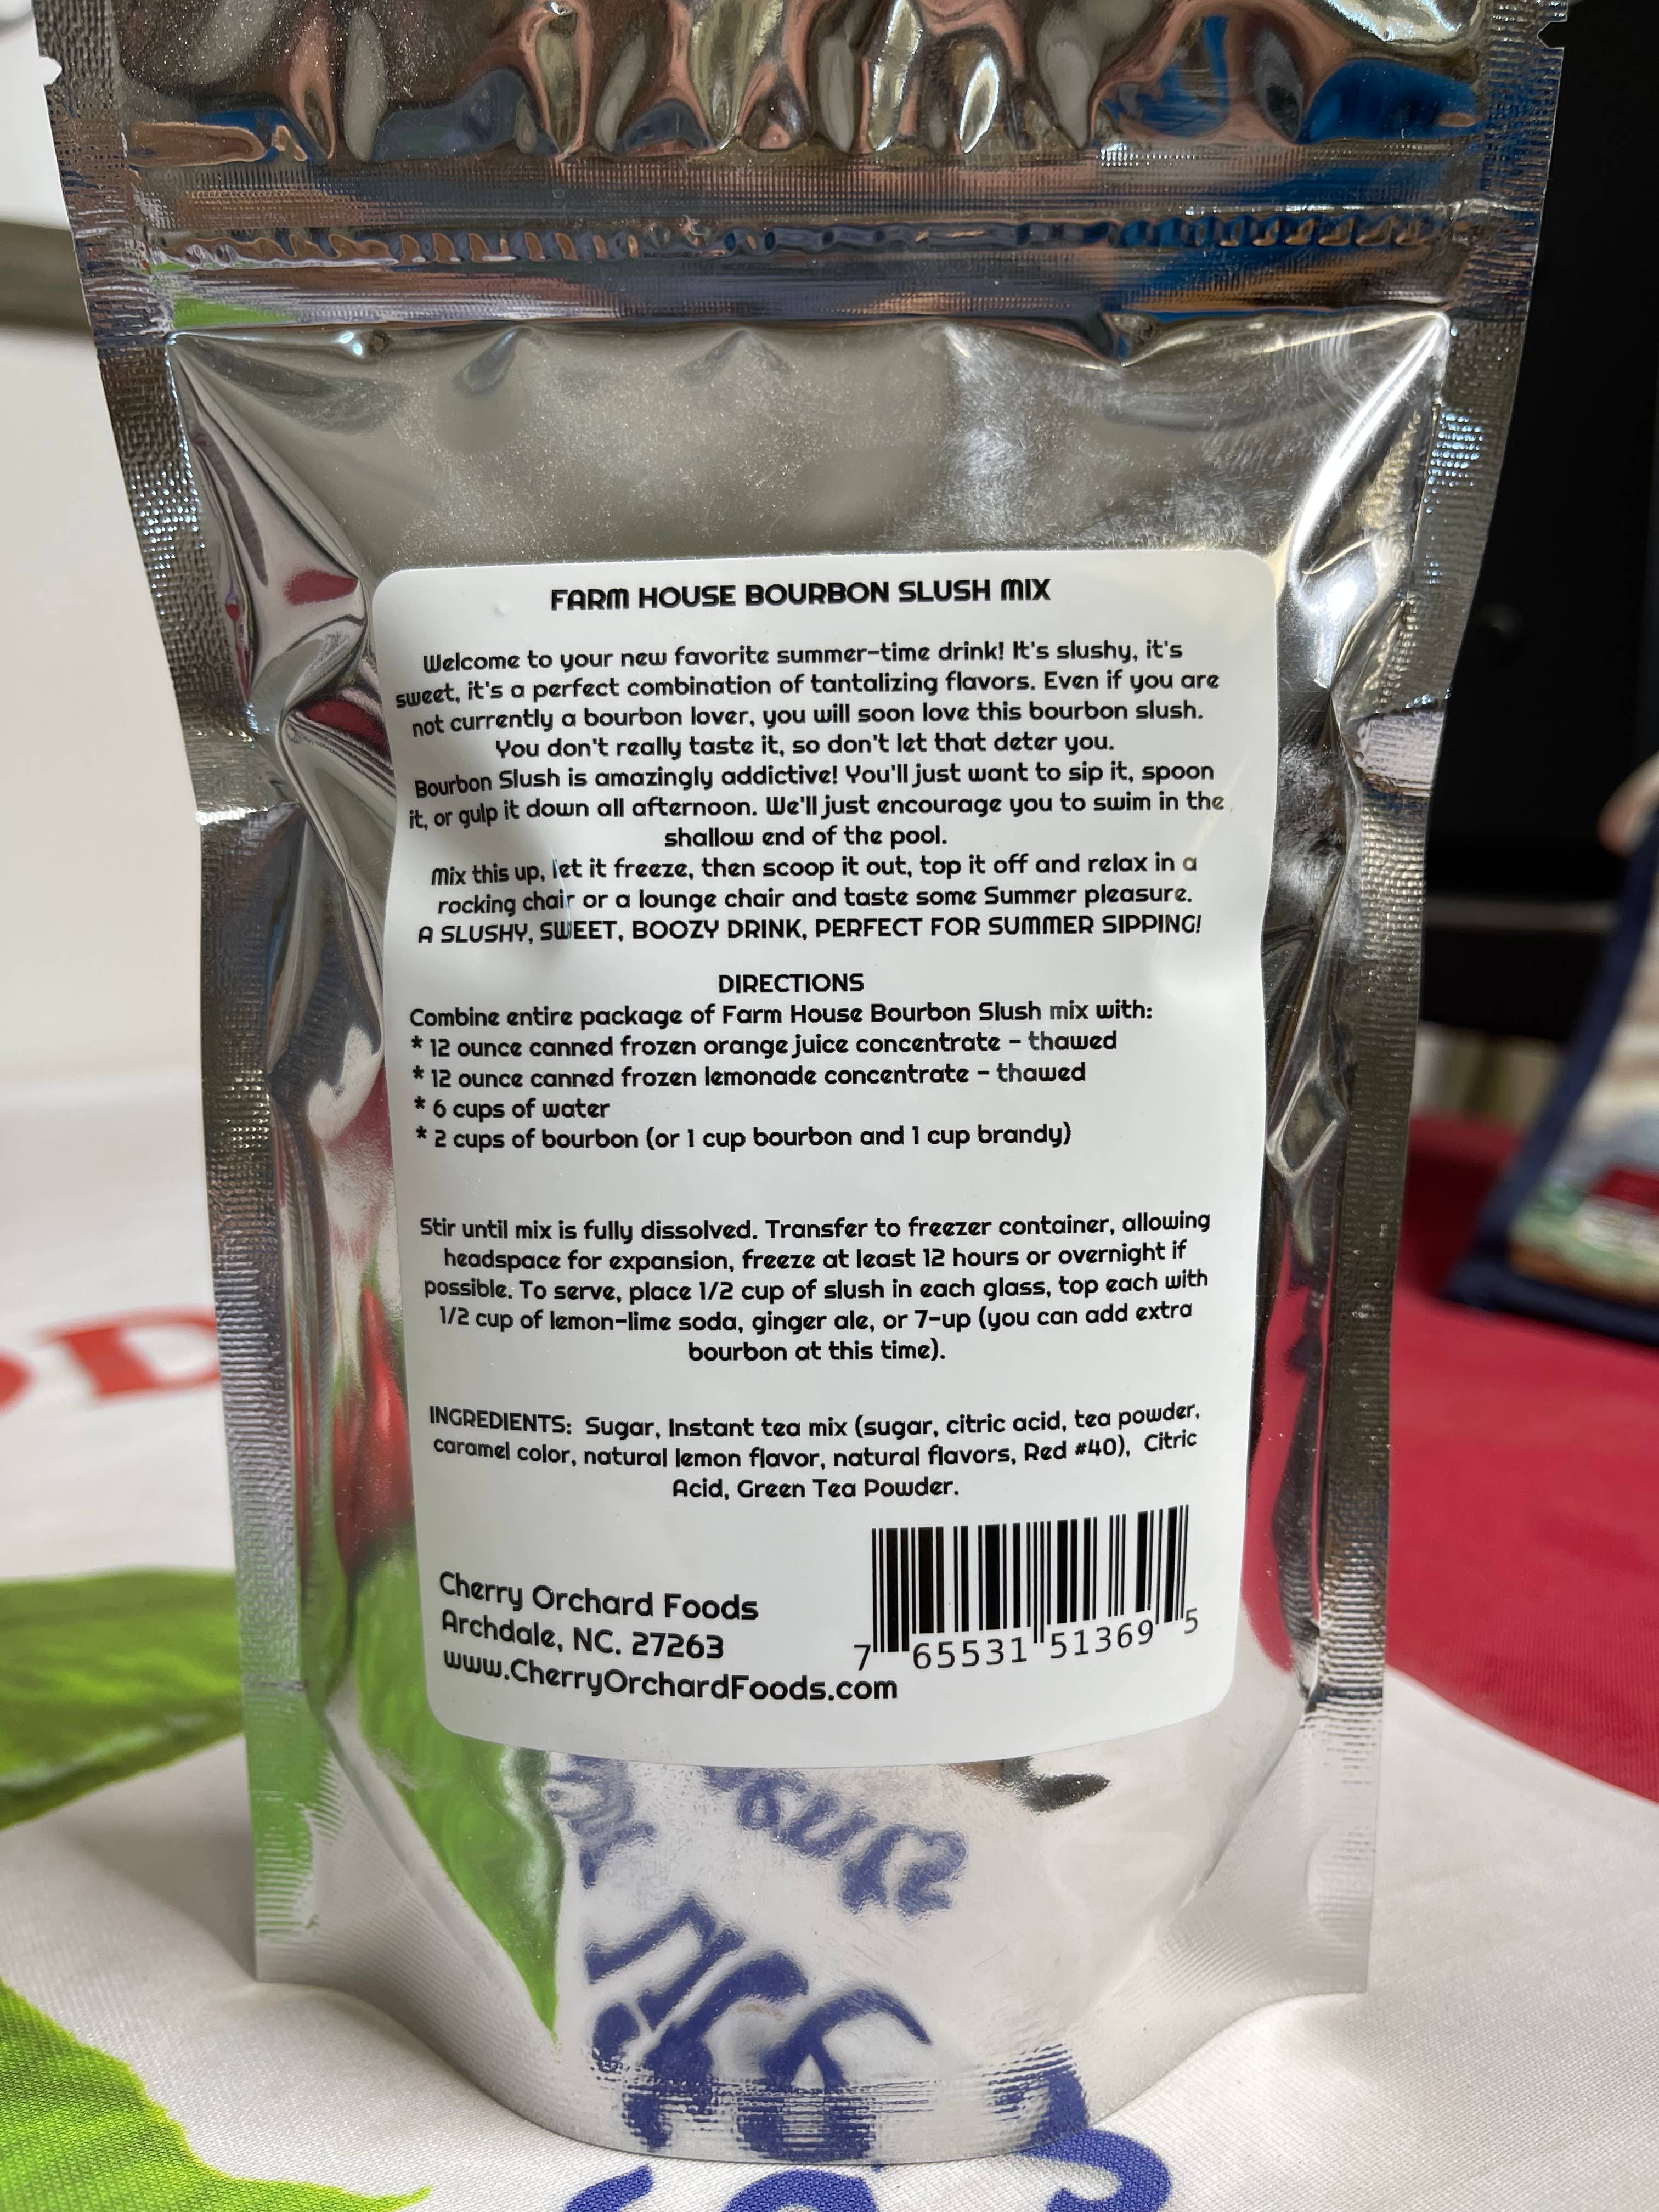 FARM HOUSE BOURBON SLUSH MIX
Welcome to your new favorite summer-time drink! It's slushy, it's
sweet, it's a perfect combination of tantalizing flavors. Even if you are
not currently a bourbon lover, you will soon love this bourbon slush.
You don't really taste it, so don't let that deter you.
Bourbon Slush is amazingly addictive! You'll just want to sip it, spoon
it, or gulp it down all afternoon. We'll just encourage you to swim in the
shallow end of the pool.
Mix this up, let it freeze, then scoop it out, top it off and relax in a
rocking chair or a lounge chair and taste some Summer pleasure.
A SLUSHY, SWEET, BOOZY DRINK, PERFECT FOR SUMMER SIPPING!
DIRECTIONS
Combine entire package of Farm House Bourbon Slush mix with:
* 12 ounce canned frozen orange juice concentrate - thawed
* 12 ounce canned frozen lemonade concentrate - thawed
* 6 cups of water
* 2 cups of bourbon (or 1 cup bourbon and 1 cup brandy)
Stir until mix is fully dissolved. Transfer to freezer container, allowing
headspace for expansion, freeze at least 12 hours or overnight if
possible. To serve, place 1/2 cup of slush in each glass, top each with
1/2 cup of lemon-lime soda, ginger ale, or 7-up (you can add extra
bourbon at this time).
INGREDIENTS: Sugar, Instant tea mix (sugar, citric acid, tea powder,
caramel color, natural lemon flavor, natural flavors, Red #40), Citric
Acid, Green Tea Powder.
Cherry Orchard Foods
Archdale, NC. 27263
www.CherryOrchardFoods.com
7 65531 51369 5